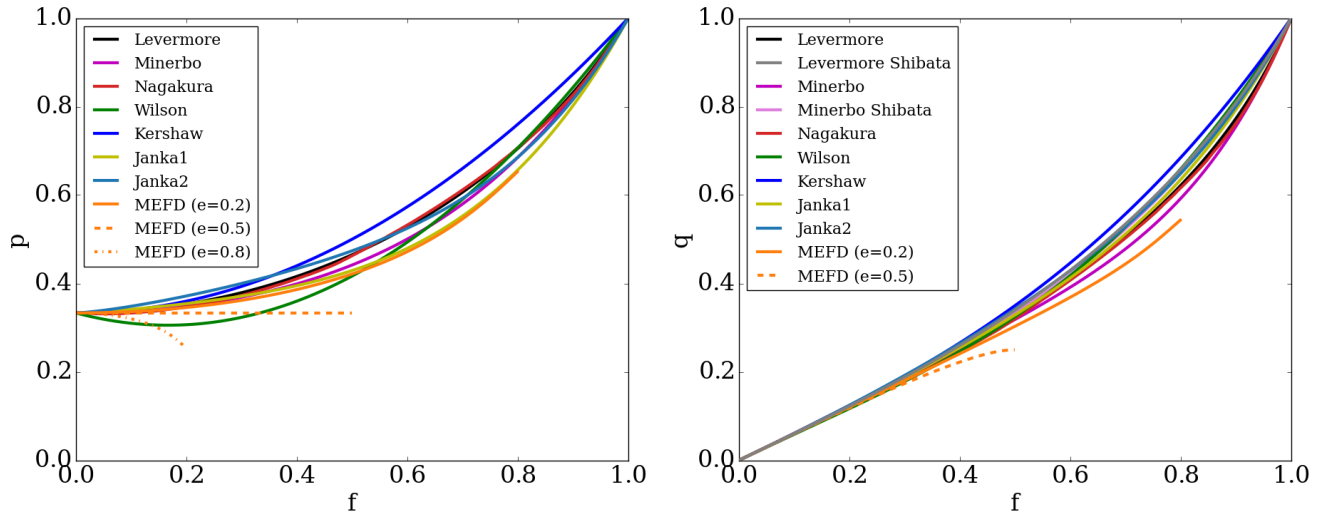 1.0
0.8
0.6
0.4
0.2
0.0
p
Levermore
Minerbo
Nagakura
Wilson
Kershaw
Janka1
Janka2
MEFD (e=0.2)
MEFD (e=0.5)
MEFD (e=0.8)
0.0 0.2 0.4 0.6 0.8 1.0
f
1.0
0.8
0.6
0.4
0.2
0.0
q
Levermore
Levermore Shibata
Minerbo
Minerbo Shibata
Nagakura
Wilson
Kershaw
Janka1
Janka2
MEFD (e=0.2)
MEFD (e=0.5)
0.0 0.2 0.4 0.6 0.8 1.0
f